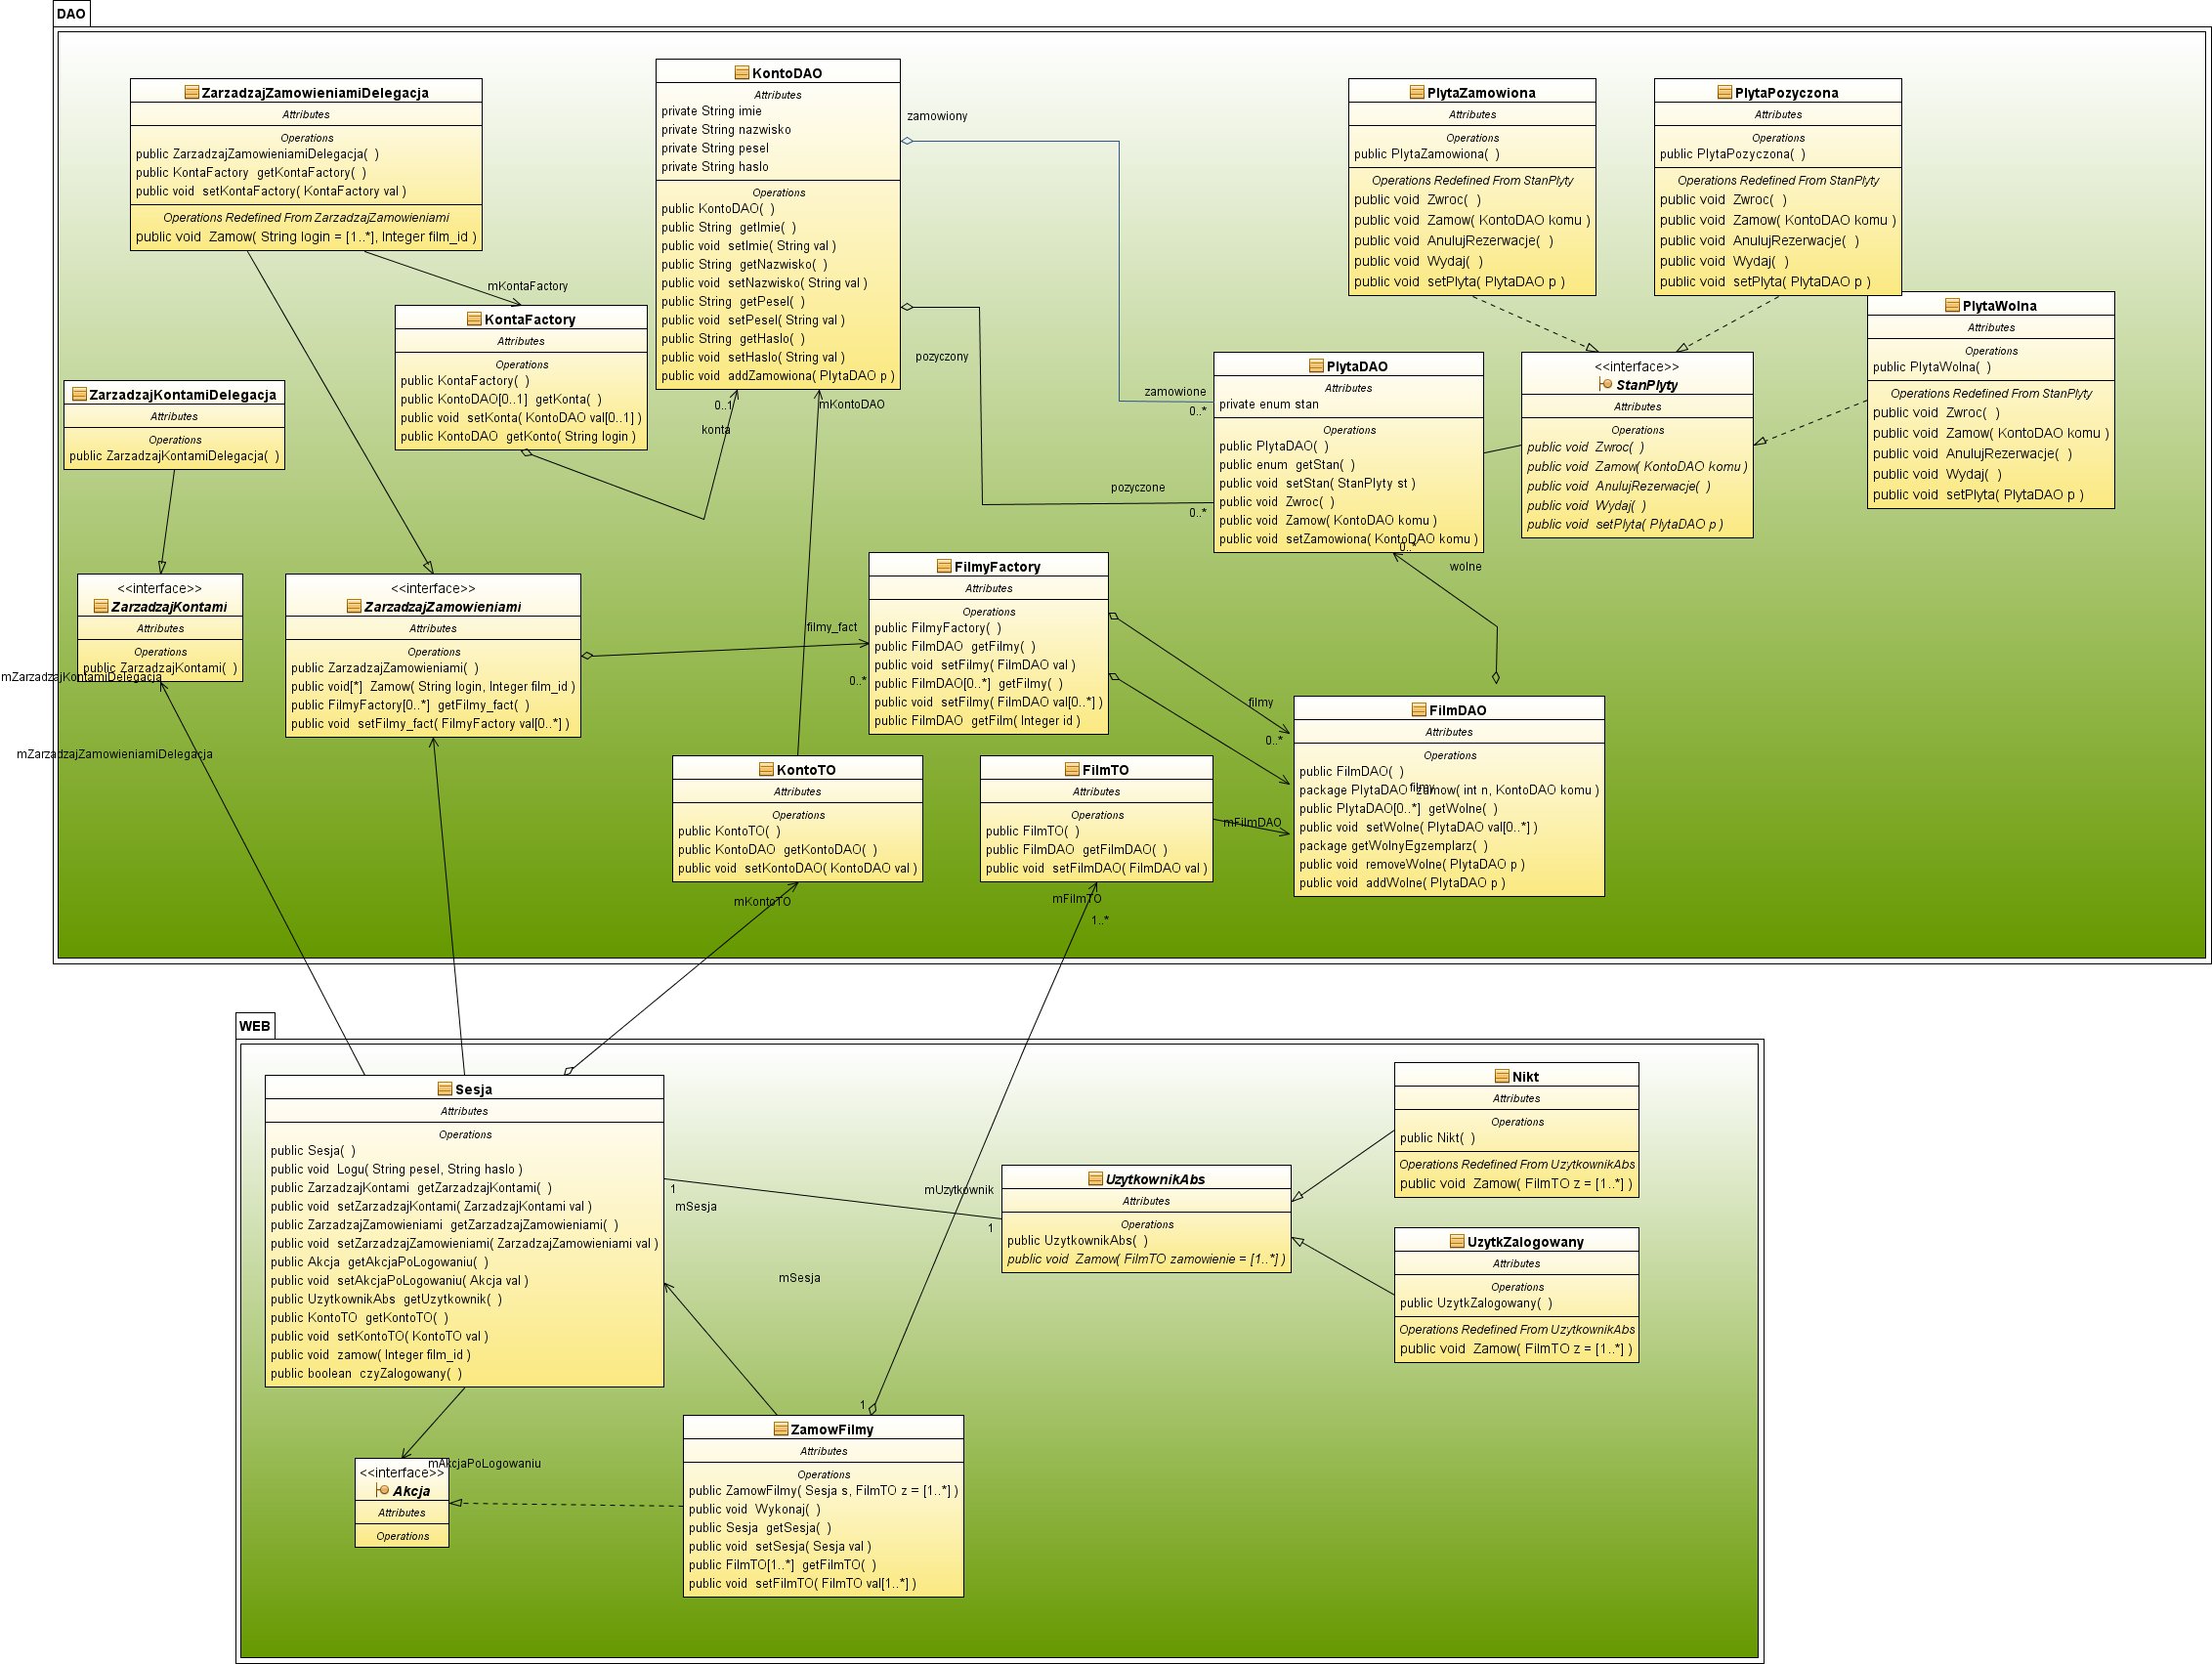 DAO
ZarzadzajZamowieniamiDelegacja
Attributes
Operations
public ZarzadzajZamowieniamiDelegacja(  )
public KontaFactory  getKontaFactory(  )
public void  setKontaFactory( KontaFactory val )
Operations Redefined From ZarzadzajZamowieniami
public void  Zamow( String login = [1..*], Integer film_id )
mKontaFactory
KontaFactory
Attributes
Operations
public KontaFactory(  )
public KontoDAO[0..1]  getKonta(  )
public void  setKonta( KontoDAO val[0..1] )
public KontoDAO  getKonto( String login )
KontoDAO
Attributes
private String imie
private String nazwisko
private String pesel
private String haslo
Operations
public KontoDAO(  )
public String  getImie(  )
public void  setImie( String val )
public String  getNazwisko(  )
public void  setNazwisko( String val )
public String  getPesel(  )
public void  setPesel( String val )
public String  getHaslo(  )
public void  setHaslo( String val )
public void  addZamowiona( PlytaDAO p )
0..1
konta
mKontoDAO
zamowiony
pozyczony
zamowione
0..*
pozyczone
0..*
PlytaZamowiona
Attributes
Operations
public PlytaZamowiona(  )
Operations Redefined From StanPlyty
public void  Zwroc(  )
public void  Zamow( KontoDAO komu )
public void  AnulujRezerwacje(  )
public void  Wydaj(  )
public void  setPlyta( PlytaDAO p )
PlytaPozyczona
Attributes
Operations
public PlytaPozyczona(  )
Operations Redefined From StanPlyty
public void  Zwroc(  )
public void  Zamow( KontoDAO komu )
public void  AnulujRezerwacje(  )
public void  Wydaj(  )
public void  setPlyta( PlytaDAO p )
PlytaWolna
Attributes
Operations
public PlytaWolna(  )
Operations Redefined From StanPlyty
public void  Zwroc(  )
public void  Zamow( KontoDAO komu )
public void  AnulujRezerwacje(  )
public void  Wydaj(  )
public void  setPlyta( PlytaDAO p )
PlytaDAO
Attributes
private enum stan
Operations
public PlytaDAO(  )
public enum  getStan(  )
public void  setStan( StanPlyty st )
public void  Zwroc(  )
public void  Zamow( KontoDAO komu )
public void  setZamowiona( KontoDAO komu )
0..*
wolne
<<interface>>
StanPlyty
Attributes
Operations
public void  Zwroc(  )
public void  Zamow( KontoDAO komu )
public void  AnulujRezerwacje(  )
public void  Wydaj(  )
public void  setPlyta( PlytaDAO p )
ZarzadzajKontamiDelegacja
Attributes
Operations
public ZarzadzajKontamiDelegacja(  )
<<interface>>
ZarzadzajKontami
Attributes
Operations
public ZarzadzajKontami(  )
mZarzadzajKontamiDelegacja
mZarzadzajZamowieniamiDelegacja
<<interface>>
ZarzadzajZamowieniami
Attributes
Operations
public ZarzadzajZamowieniami(  )
public void[*]  Zamow( String login, Integer film_id )
public FilmyFactory[0..*]  getFilmy_fact(  )
public void  setFilmy_fact( FilmyFactory val[0..*] )
filmy_fact
0..*
FilmyFactory
Attributes
Operations
public FilmyFactory(  )
public FilmDAO  getFilmy(  )
public void  setFilmy( FilmDAO val )
public FilmDAO[0..*]  getFilmy(  )
public void  setFilmy( FilmDAO val[0..*] )
public FilmDAO  getFilm( Integer id )
filmy
0..*
FilmDAO
Attributes
Operations
public FilmDAO(  )
package PlytaDAO  zamow( int n, KontoDAO komu )
filmy
public PlytaDAO[0..*]  getWolne(  )
public void  setWolne( PlytaDAO val[0..*] )
package getWolnyEgzemplarz(  )
public void  removeWolne( PlytaDAO p )
public void  addWolne( PlytaDAO p )
KontoTO
Attributes
Operations
public KontoTO(  )
public KontoDAO  getKontoDAO(  )
public void  setKontoDAO( KontoDAO val )
mKontoTO
FilmTO
Attributes
Operations
public FilmTO(  )
public FilmDAO  getFilmDAO(  )
public void  setFilmDAO( FilmDAO val )
mFilmDAO
mFilmTO
1..*
WEB
Sesja
Attributes
Operations
public Sesja(  )
public void  Logu( String pesel, String haslo )
public ZarzadzajKontami  getZarzadzajKontami(  )
public void  setZarzadzajKontami( ZarzadzajKontami val )
public ZarzadzajZamowieniami  getZarzadzajZamowieniami(  )
public void  setZarzadzajZamowieniami( ZarzadzajZamowieniami val )
public Akcja  getAkcjaPoLogowaniu(  )
public void  setAkcjaPoLogowaniu( Akcja val )
public UzytkownikAbs  getUzytkownik(  )
public KontoTO  getKontoTO(  )
public void  setKontoTO( KontoTO val )
public void  zamow( Integer film_id )
public boolean  czyZalogowany(  )
1
mSesja
mUzytkownik
1
mSesja
UzytkownikAbs
Attributes
Operations
public UzytkownikAbs(  )
public void  Zamow( FilmTO zamowienie = [1..*] )
Nikt
Attributes
Operations
public Nikt(  )
Operations Redefined From UzytkownikAbs
public void  Zamow( FilmTO z = [1..*] )
UzytkZalogowany
Attributes
Operations
public UzytkZalogowany(  )
Operations Redefined From UzytkownikAbs
public void  Zamow( FilmTO z = [1..*] )
1
ZamowFilmy
Attributes
Operations
public ZamowFilmy( Sesja s, FilmTO z = [1..*] )
public void  Wykonaj(  )
public Sesja  getSesja(  )
public void  setSesja( Sesja val )
public FilmTO[1..*]  getFilmTO(  )
public void  setFilmTO( FilmTO val[1..*] )
mAkcjaPoLogowaniu
<<interface>>
Akcja
Attributes
Operations